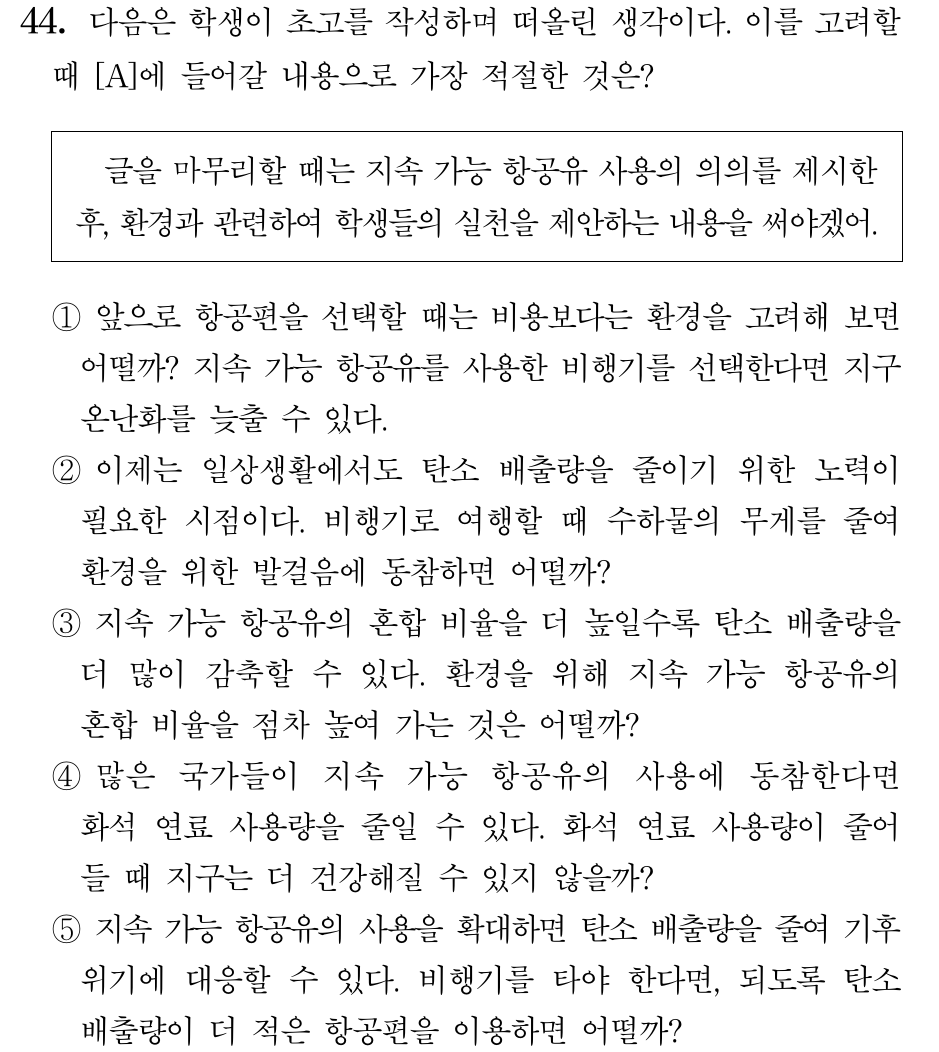 44. 다음은 학생이 초고를 작성하며 떠올린 생각이다. 이를 고려할
때 [A]에 들어갈 내용으로 가장 적절한 것은?
글을 마무리할 때는 지속 가능 항공유 사용의 의의를 제시한
후, 환경과 관련하여 학생들의 실천을 제안하는 내용을 써야겠어.
① 앞으로 항공편을 선택할 때는 비용보다는 환경을 고려해 보면
어떨까? 지속 가능 항공유를 사용한 비행기를 선택한다면 지구
온난화를 늦출 수 있다.
② 이제는 일상생활에서도 탄소 배출량을 줄이기 위한 노력이
필요한 시점이다. 비행기로 여행할 때 수하물의 무게를 줄여
환경을 위한 발걸음에 동참하면 어떨까?
③ 지속 가능 항공유의 혼합 비율을 더 높일수록 탄소 배출량을
더 많이 감축할 수 있다. 환경을 위해 지속 가능 항공유의
혼합 비율을 점차 높여 가는 것은 어떨까?
④ 많은 국가들이 지속 가능 항공유의 사용에 동참한다면
화석 연료 사용량을 줄일 수 있다. 화석 연료 사용량이 줄어
들 때 지구는 더 건강해질 수 있지 않을까?
⑤ 지속 가능 항공유의 사용을 확대하면 탄소 배출량을 줄여 기후
위기에 대응할 수 있다. 비행기를 타야 한다면, 되도록 탄소
배출량이 더 적은 항공편을 이용하면 어떨까?